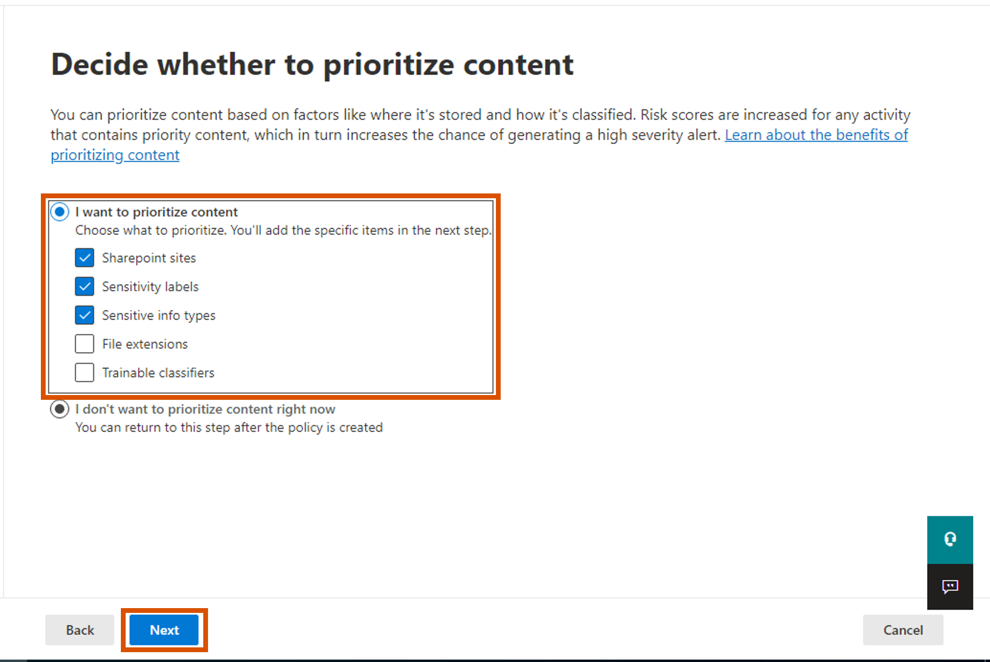 Decide whether to prioritize content
You can prioritize content based on factors like where it's stored and how it's classified. Risk scores are increased for any activity
that contains priority content, which in turn increases the chance of generating a high severity alert. Learn about the benefits of
prioritizing content
I want to prioritize content
Choose what to prioritize. You'll add the specific items in the next step.
Sharepoint sites
Sensitivity labels
Sensitive info types
File extensions
Trainable classifiers
I don't want to prioritize content right now
You can return to this step after the policy is created
Back
Next
Cancel